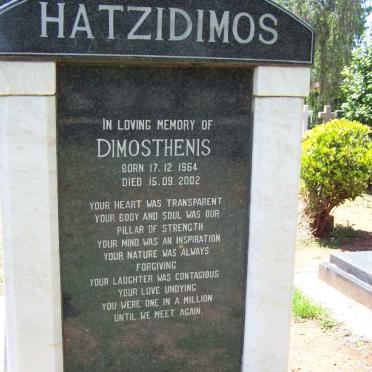 HATZIDIMOS
IN LOVING MEMORY OF
DIMOSTHENIS
BORN 17.12.1964
DIED 15.09.2002
YOUR HEART WAS TRANSPARENT
YOUR BODY AND SOUL WAS OUR
PILLAR OF STRENGTH
YOUR MIND WAS AN INSPIRATION
YOUR NATURE WAS ALWAYS
FORGIVING
YOUR LAUGHTER WAS CONTAGIOUS
YOUR LOVE UNDYING
YOU WERE ONE IN A MILLION
UNTIL WE MEET AGAIN.